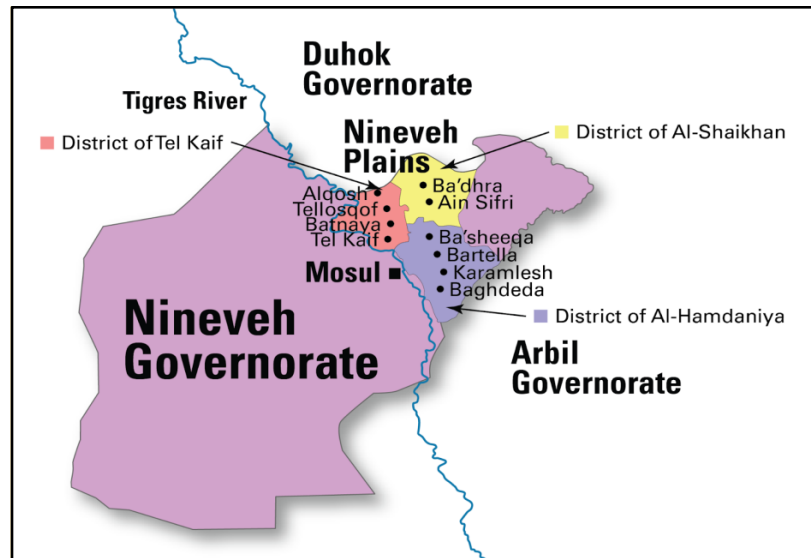 Duhok
Governorate
Tigres River
District of Tel Kaif
Nineveh
Plains
District of Al-Shaikhan
Alqosh
Tellosqof
Batnaya
Tel Kaif
Ba'dhra
Ain Sifri
Ba'sheeqa
Bartella
Karamlesh
Baghdeda
Mosul
Nineveh
Governorate
District of Al-Hamdaniya
Arbil
Governorate